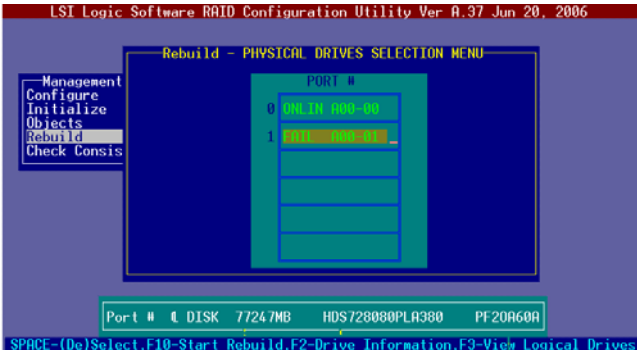 LSI Logic Software RAID Configuration Utility Ver A.37 Jun 20, 2006
Rebuild - PHYSICAL DRIVES SELECTION MENU
Management
Configure
Initialize
Objects
Rebuild
Check Consis
PORT #
0 ONLIN A00-00
1 FAIL A00-01
Port # 1 DISK 77247MB HDS728080PLA380 PF2OA60A
SPACE-(De)Select,F10-Start Rebuild,F2-Drive Information,F3-View Logical Drives